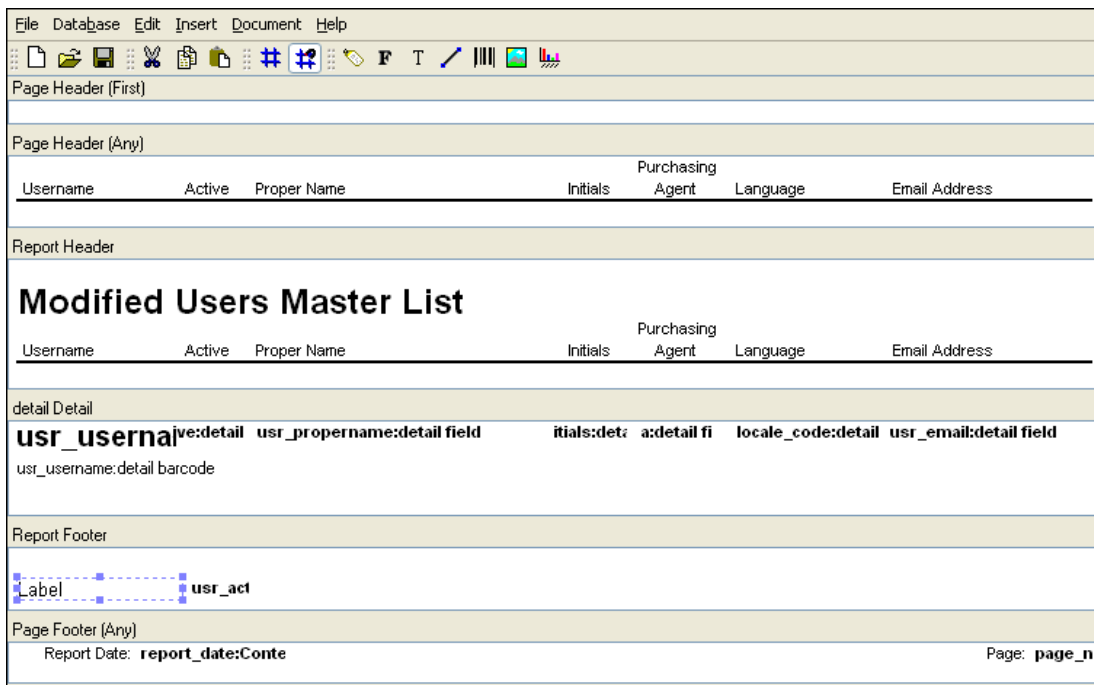 File Database Edit Insert Document Help
F T
Page Header (First)
Page Header (Any)
Purchasing
Username Active Proper Name Initials Agent Language Email Address
Report Header
Modified Users Master List
Purchasing
Username Active Proper Name Initials Agent Language Email Address
detail Detail
usr_userna ive:detail usr_propername:detail field itials:deta a:detail fi locale_code:detail usr_email:detail field
usr_username:detail barcode
Report Footer
Label usr_act
Page Footer (Any)
Report Date: report_date:Conte Page: page_n